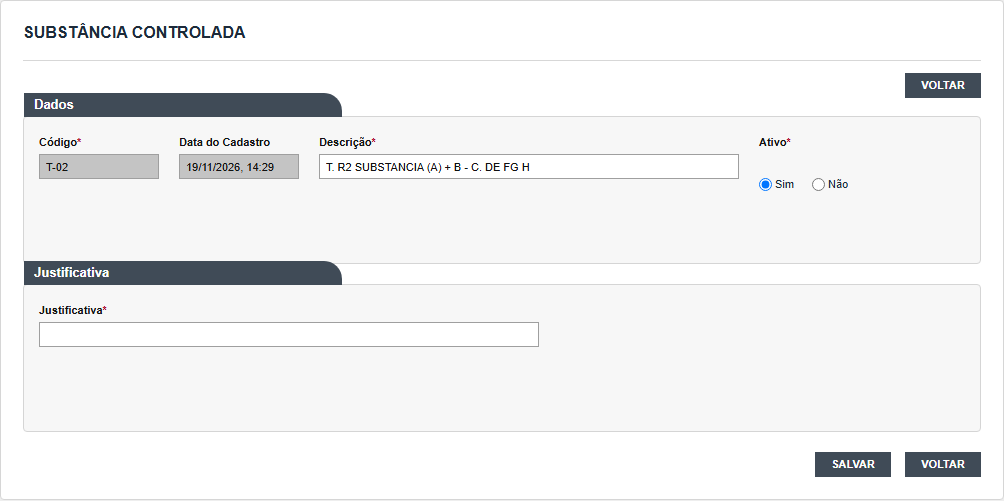 SUBSTÂNCIA CONTROLADA
VOLTAR
Dados
Código* Data do Cadastro Descrição* Ativo*
T-02 19/11/2026, 14:29 T. R2 SUBSTANCIA (A) + B - C. DE FG H
Sim Não
Justificativa
Justificativa*
SALVAR VOLTAR